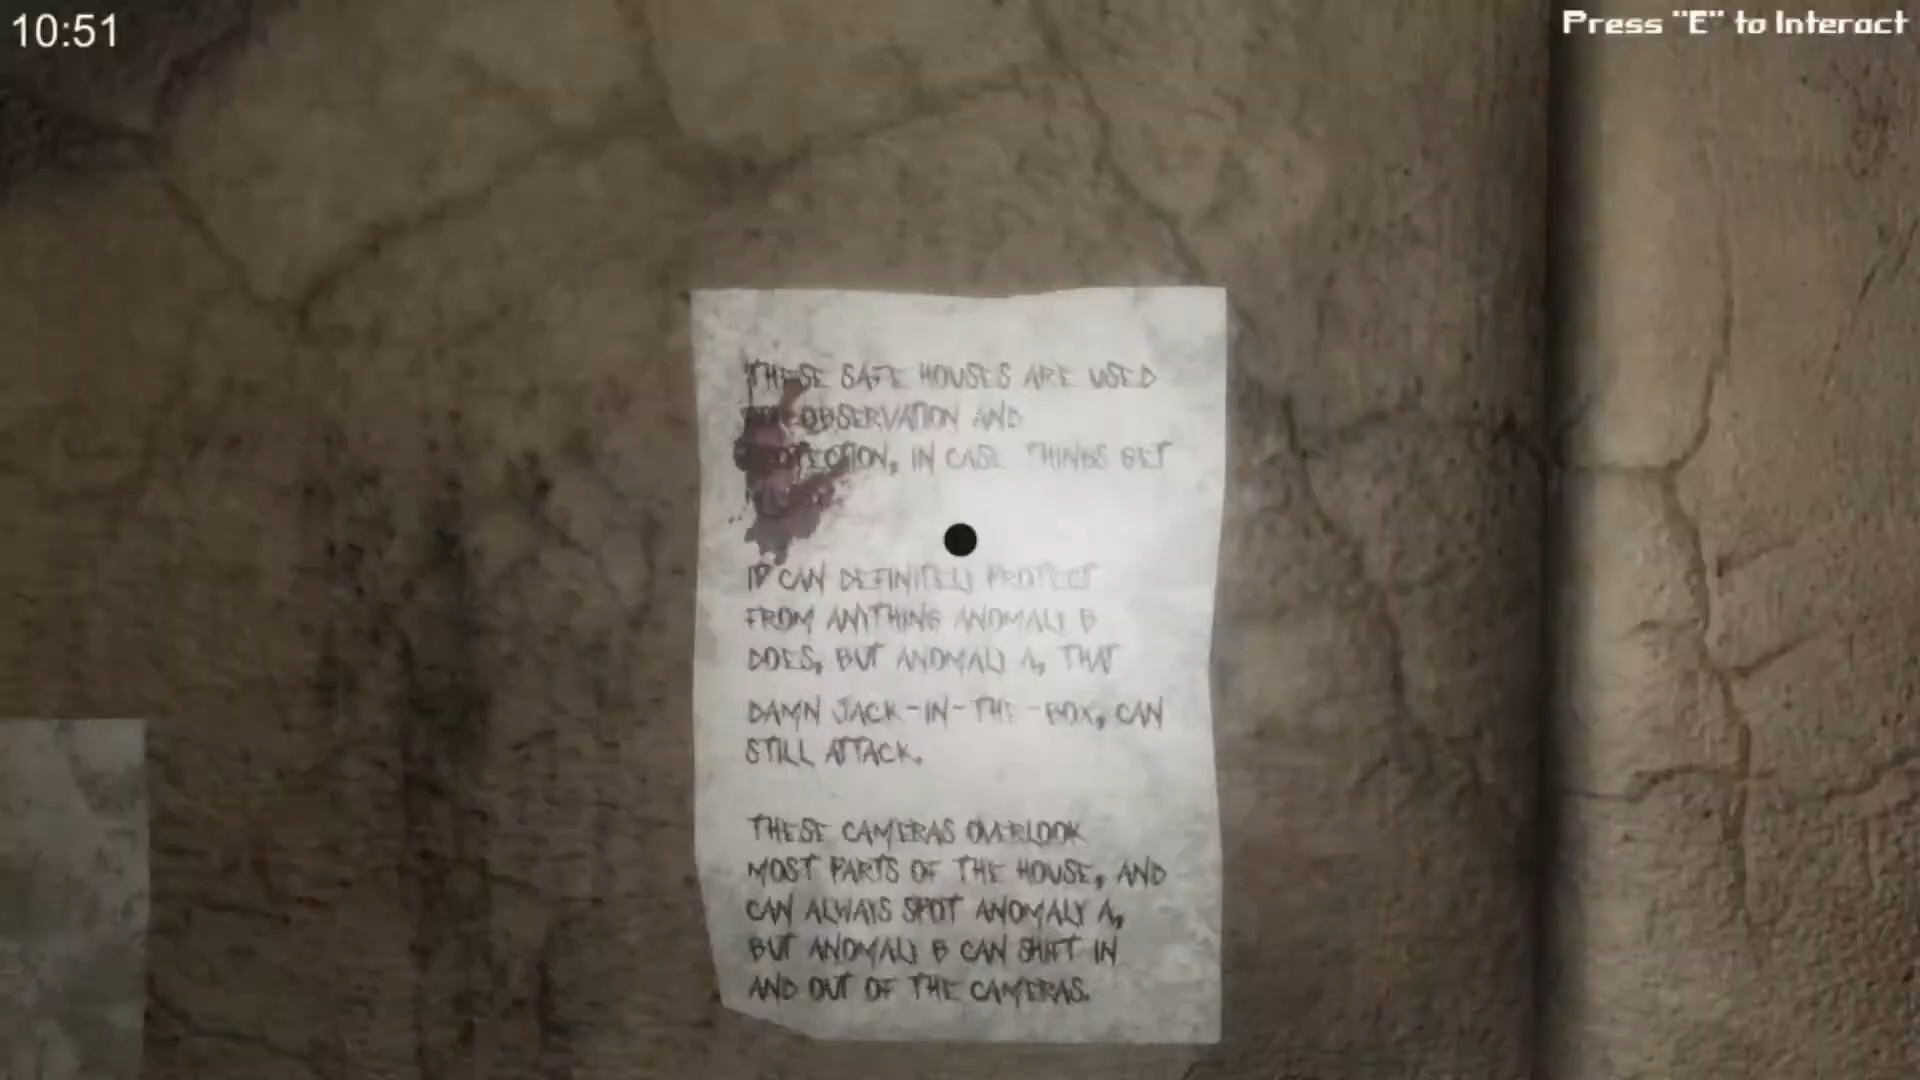 10:51
Press "E" to Interact
THESE SAFE HOUSES ARE USED
OBSERVATION AND
PROTECTION, IN CASE THINGS GET
IT CAN DEFINITELY PROTECT
FROM ANYTHING ANOMALY B
DOES, BUT ANOMALY A, THAT
DAMN JACK-IN-THE-BOX, CAN
STILL ATTACK.
THESE CAMERAS OVERLOOK
MOST PARTS OF THE HOUSE, AND
CAN ALWAYS SPOT ANOMALY A,
BUT ANOMALY B CAN SHIFT IN
AND OUT OF THE CAMERAS.